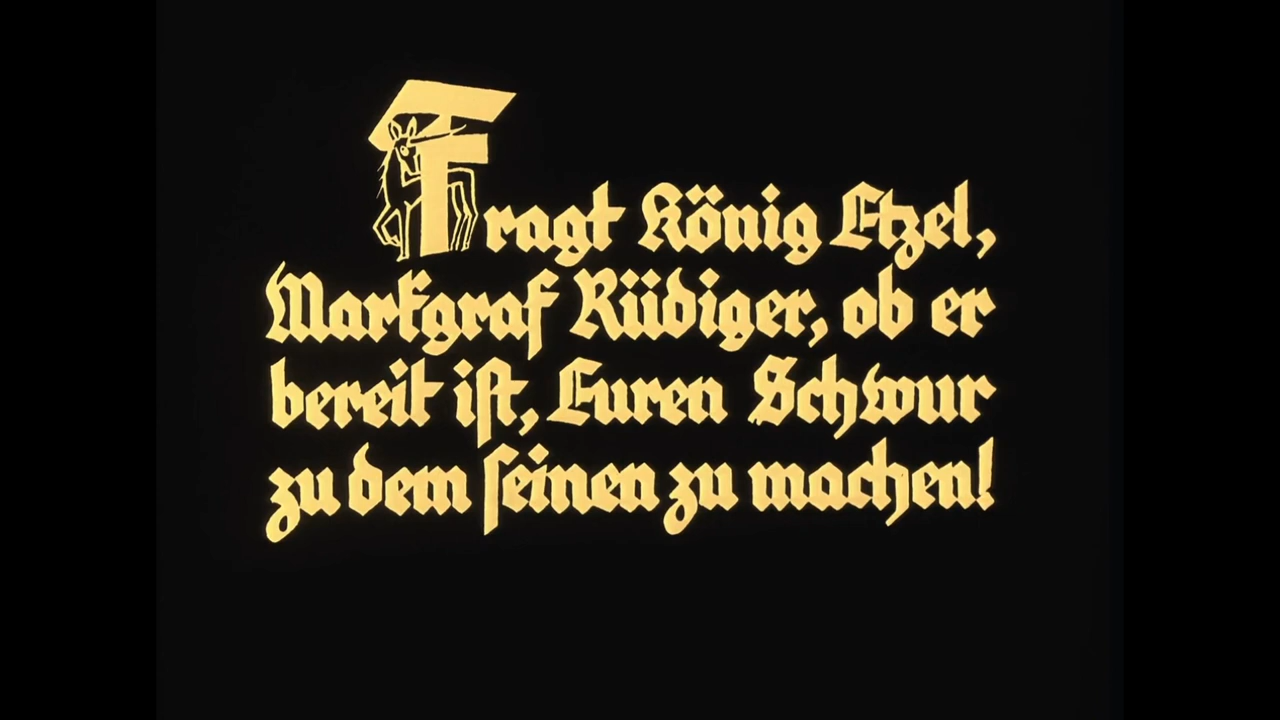 Fragt König Etzel,
Markgraf Rüdiger, ob er
bereit ist, Euren Schwur
zu dem seinen zu machen!